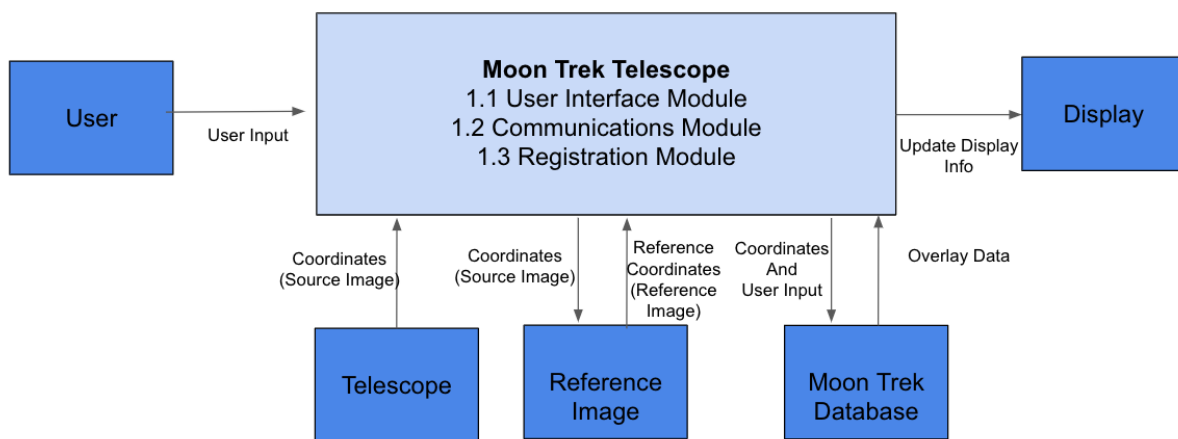 Moon Trek Telescope
1.1 User Interface Module
1.2 Communications Module
1.3 Registration Module
User
User Input
Display
Update Display
Info
Coordinates
(Source Image)
Coordinates
(Source Image)
Reference
Coordinates
(Reference
Image)
Coordinates
And
User Input
Overlay Data
Telescope
Reference
Image
Moon Trek
Database